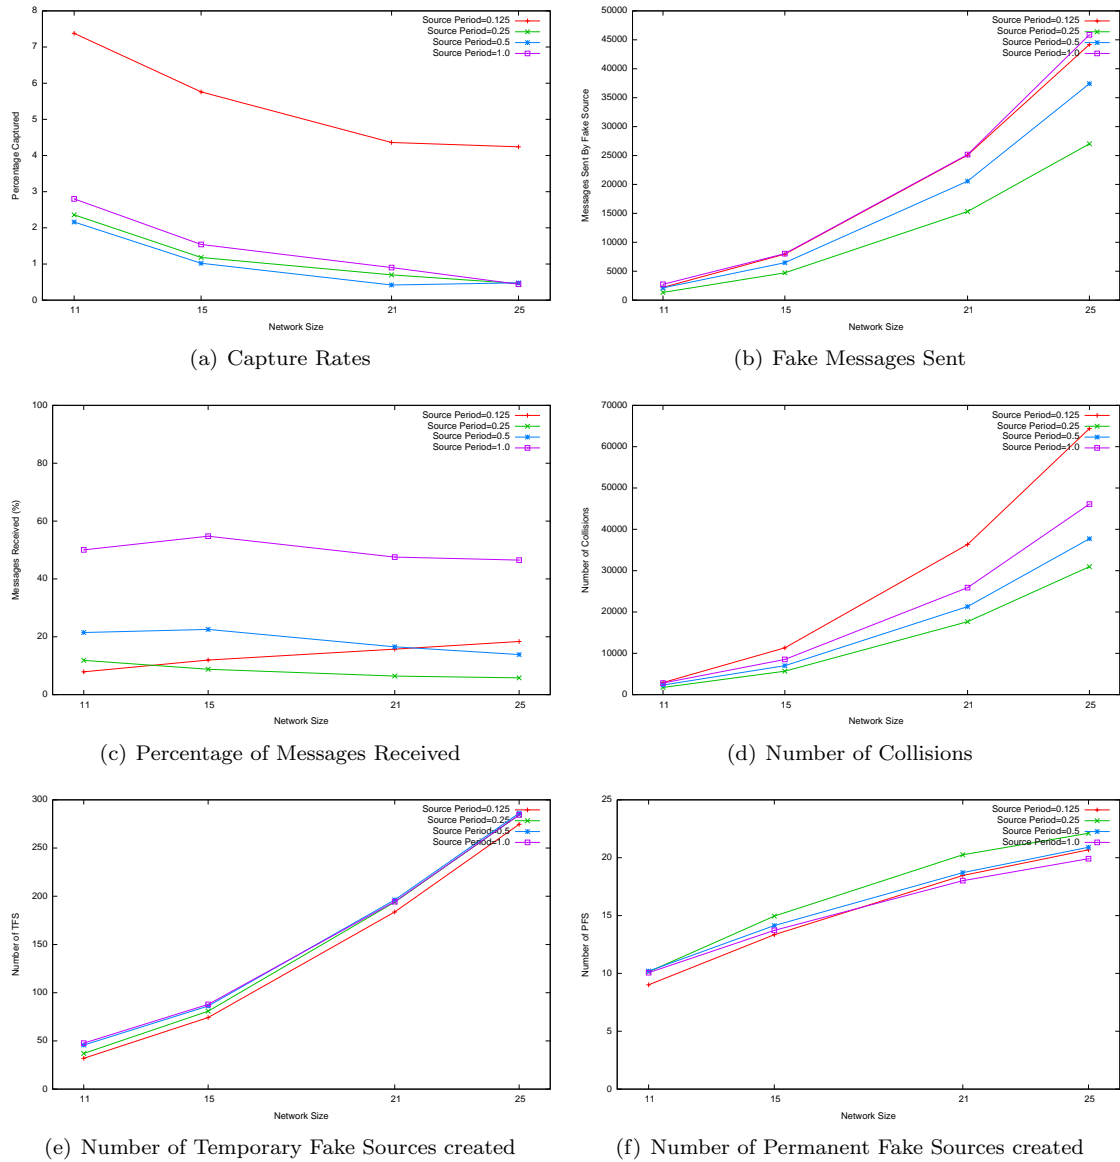 8
7
6
5
4
3
2
1
0
Percentage Captured
Source Period=0.125
Source Period=0.25
Source Period=0.5
Source Period=1.0
11 15 21 25
Network Size
(a) Capture Rates
50000
45000
40000
35000
30000
25000
20000
15000
10000
5000
0
Messages Sent By Fake Source
Source Period=0.125
Source Period=0.25
Source Period=0.5
Source Period=1.0
11 15 21 25
Network Size
(b) Fake Messages Sent
100
80
60
40
20
0
Messages Received (%)
Source Period=0.125
Source Period=0.25
Source Period=0.5
Source Period=1.0
11 15 21 25
Network Size
(c) Percentage of Messages Received
70000
60000
50000
40000
30000
20000
10000
0
Number of Collisions
Source Period=0.125
Source Period=0.25
Source Period=0.5
Source Period=1.0
11 15 21 25
Network Size
(d) Number of Collisions
300
250
200
150
100
50
0
Number of TFS
Source Period=0.125
Source Period=0.25
Source Period=0.5
Source Period=1.0
11 15 21 25
Network Size
(e) Number of Temporary Fake Sources created
25
20
15
10
5
0
Number of PFS
Source Period=0.125
Source Period=0.25
Source Period=0.5
Source Period=1.0
11 15 21 25
Network Size
(f) Number of Permanent Fake Sources created